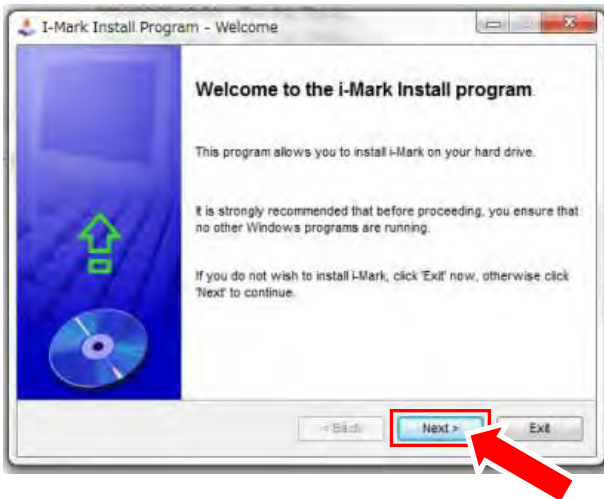 I-Mark Install Program - Welcome
Welcome to the i-Mark Install program.
This program allows you to install i-Mark on your hard drive.
It is strongly recommended that before proceeding, you ensure that
no other Windows programs are running.
If you do not wish to install i-Mark, click 'Exit' now, otherwise click
'Next' to continue.
< Back
Next >
Exit